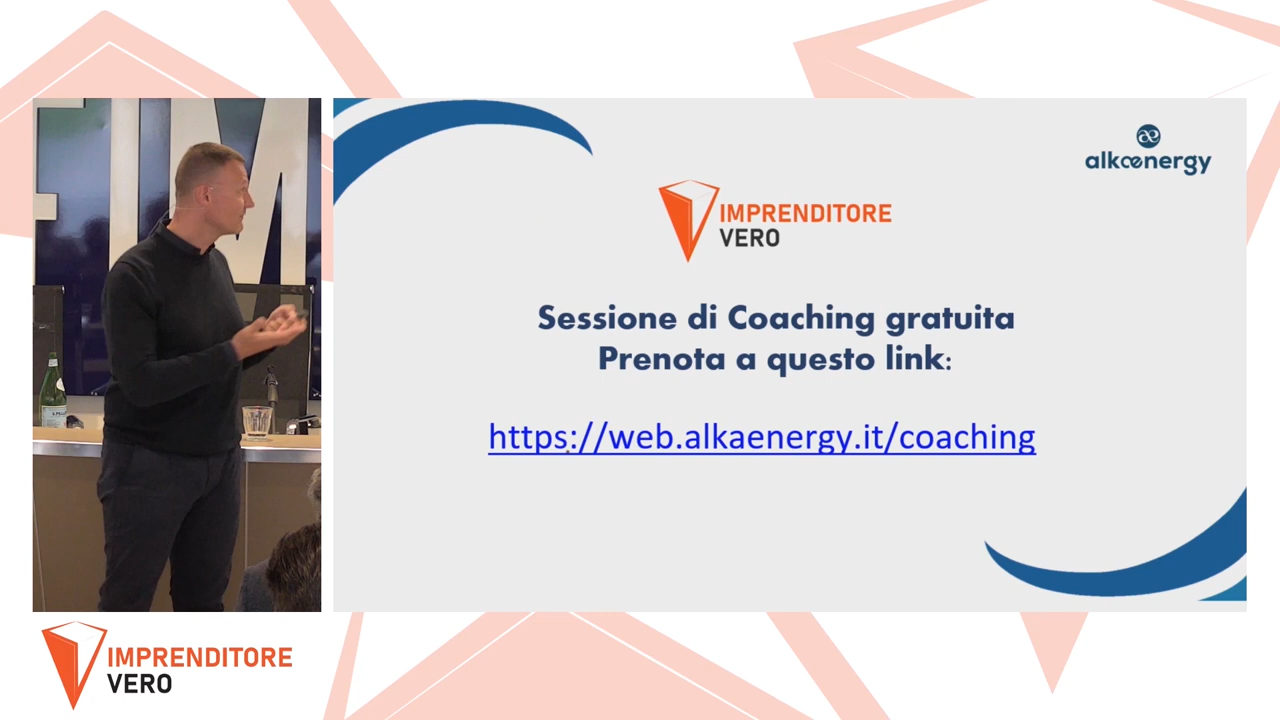 alkaenergy
IMPRENDITORE
VERO
Sessione di Coaching gratuita
Prenota a questo link:
https://web.alkaenergy.it/coaching
IMPRENDITORE
VERO